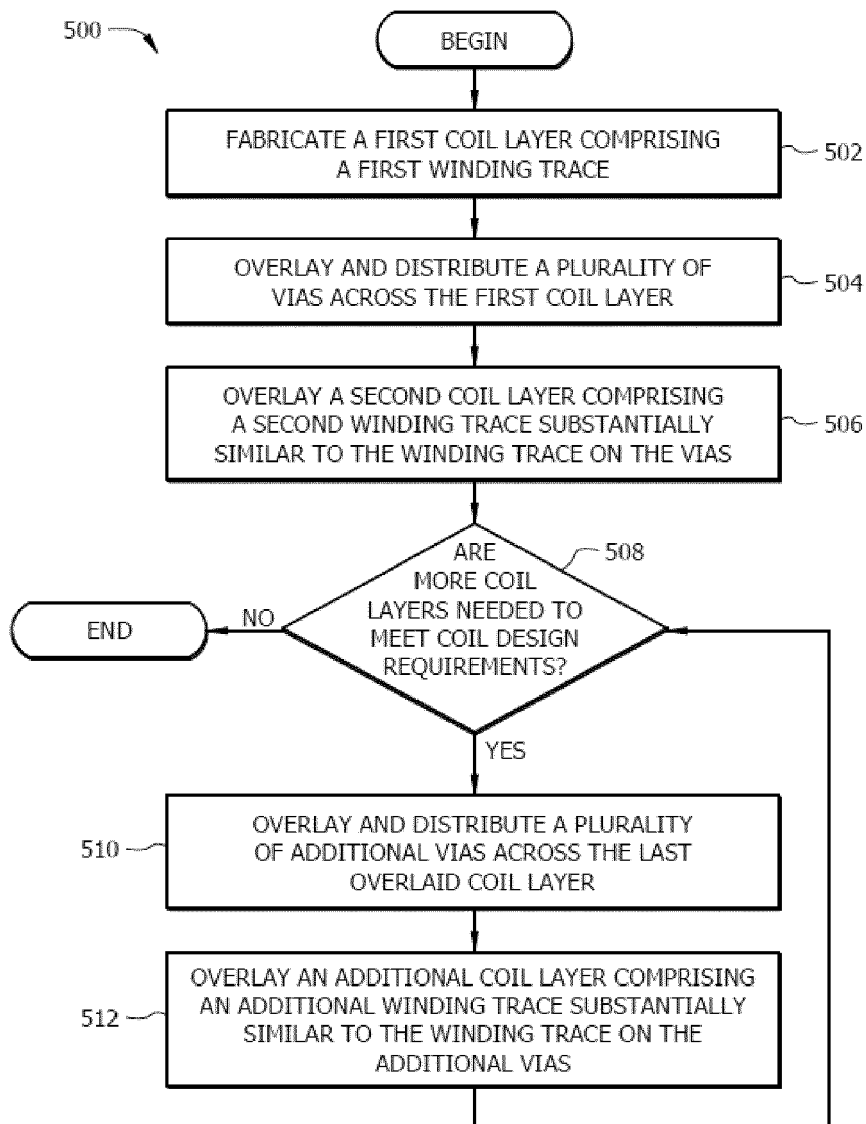 500
BEGIN
FABRICATE A FIRST COIL LAYER COMPRISING
A FIRST WINDING TRACE
502
OVERLAY AND DISTRIBUTE A PLURALITY OF
VIAS ACROSS THE FIRST COIL LAYER
504
OVERLAY A SECOND COIL LAYER COMPRISING
A SECOND WINDING TRACE SUBSTANTIALLY
SIMILAR TO THE WINDING TRACE ON THE VIAS
506
ARE
MORE COIL
LAYERS NEEDED TO
MEET COIL DESIGN
REQUIREMENTS?
508
NO
END
YES
OVERLAY AND DISTRIBUTE A PLURALITY
OF ADDITIONAL VIAS ACROSS THE LAST
OVERLAID COIL LAYER
510
OVERLAY AN ADDITIONAL COIL LAYER COMPRISING
AN ADDITIONAL WINDING TRACE SUBSTANTIALLY
SIMILAR TO THE WINDING TRACE ON THE
ADDITIONAL VIAS
512